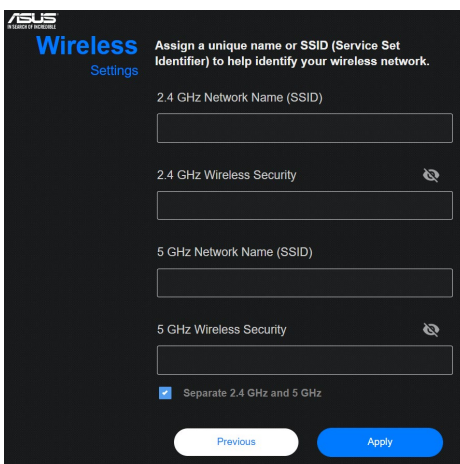 ASUS
IN SEARCH OF INCREDIBLE
Wireless
Settings
Assign a unique name or SSID (Service Set
Identifier) to help identify your wireless network.
2.4 GHz Network Name (SSID)
2.4 GHz Wireless Security
5 GHz Network Name (SSID)
5 GHz Wireless Security
Separate 2.4 GHz and 5 GHz
Previous
Apply